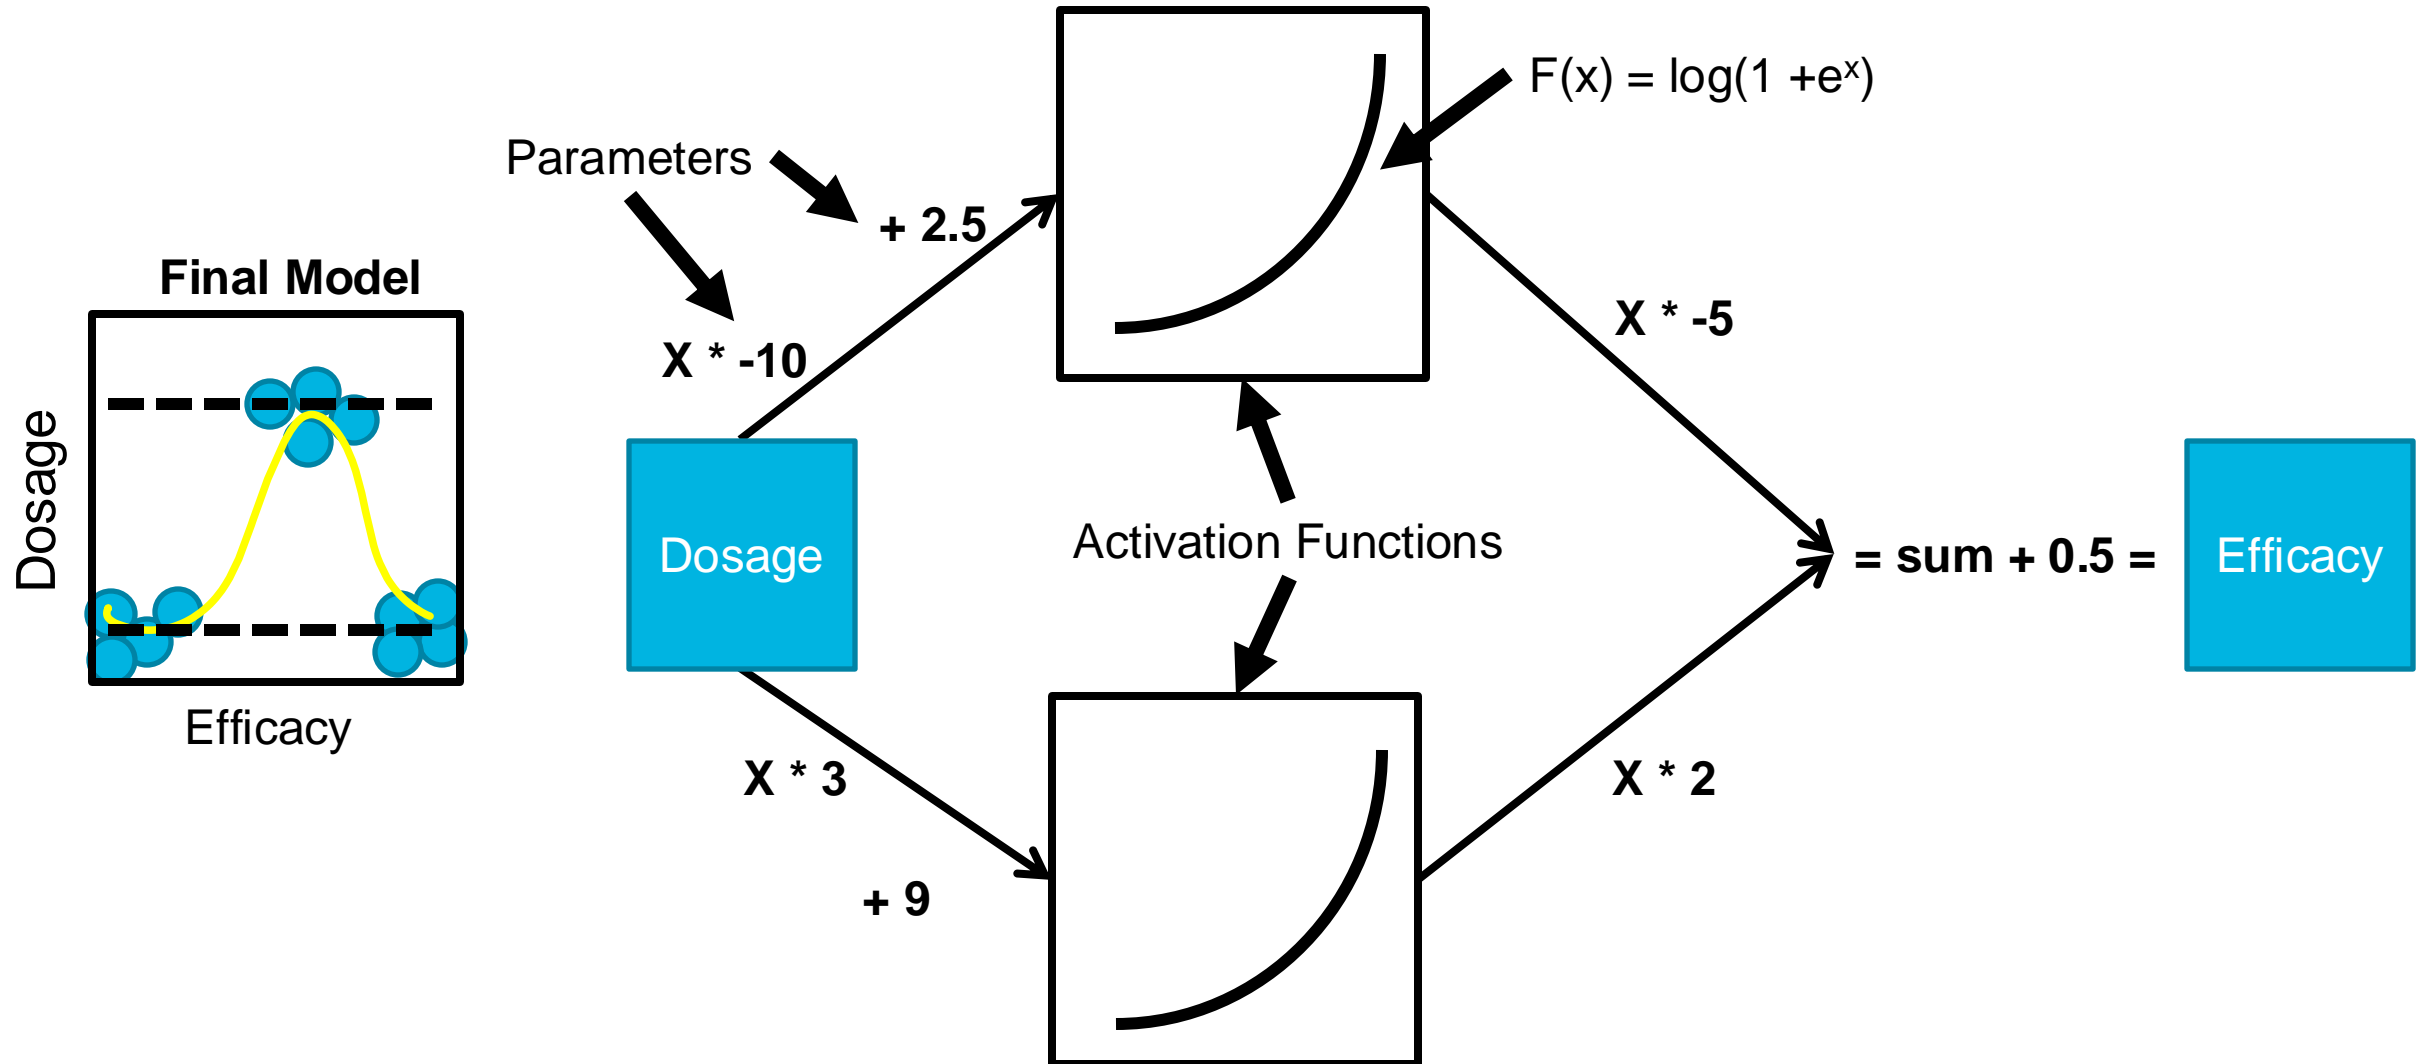 F(x) = log(1 +eˣ)
Parameters
+ 2.5
Final Model
X * -5
X * -10
Dosage
Dosage
Activation Functions
= sum + 0.5 =
Efficacy
Efficacy
X * 3
X * 2
+ 9